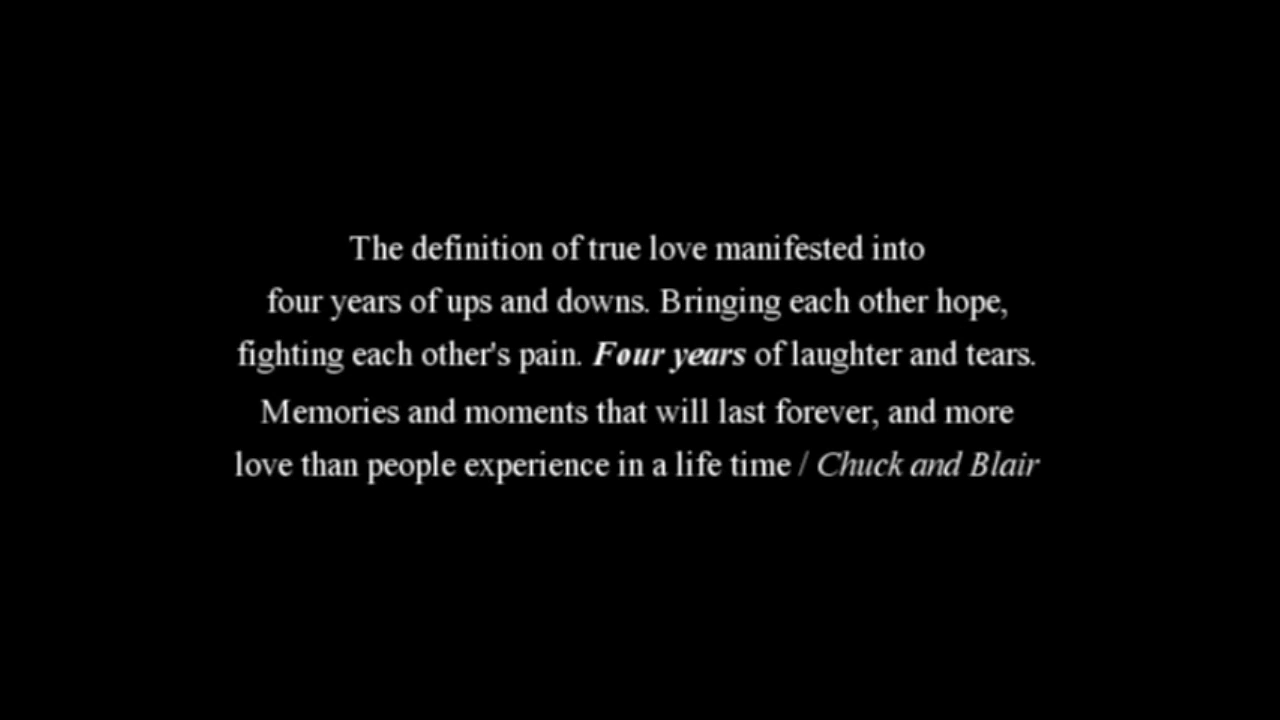 The definition of true love manifested into
four years of ups and downs. Bringing each other hope,
fighting each other's pain. Four years of laughter and tears.
Memories and moments that will last forever, and more
love than people experience in a life time / Chuck and Blair